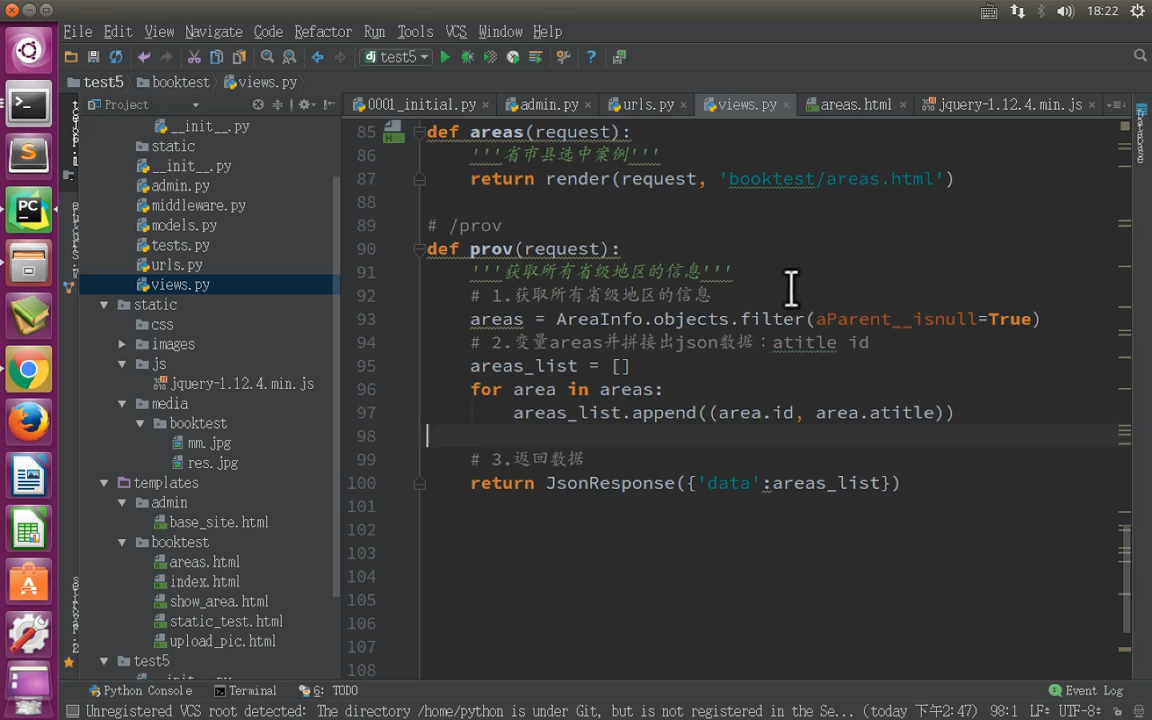 18:22
File Edit View Navigate Code Refactor Run Tools VCS Window Help
test5
test5 booktest views.py
Project
0001_initial.py admin.py urls.py views.py areas.html jquery-1.12.4.min.js
__init__.py
static
__init__.py
admin.py
middleware.py
models.py
tests.py
urls.py
views.py
static
css
images
js
jquery-1.12.4.min.js
media
booktest
mm.jpg
res.jpg
templates
admin
base_site.html
booktest
areas.html
index.html
show_area.html
static_test.html
upload_pic.html
test5
85 def areas(request):
86 '''省市县选中案例'''
87 return render(request, 'booktest/areas.html')
88
89 # /prov
90 def prov(request):
91 '''获取所有省级地区的信息'''
92 # 1.获取所有省级地区的信息
93 areas = AreaInfo.objects.filter(aParent__isnull=True)
94 # 2.变量areas并拼接出json数据：atitle id
95 areas_list = []
96 for area in areas:
97 areas_list.append((area.id, area.atitle))
98
99 # 3.返回数据
100 return JsonResponse({'data':areas_list})
101
102
103
104
105
106
107
108
Database
Python Console Terminal 6: TODO Event Log
Unregistered VCS root detected: The directory /home/python is under Git, but is not registered in the Se... (today 下午2:47) 98:1 LF UTF-8